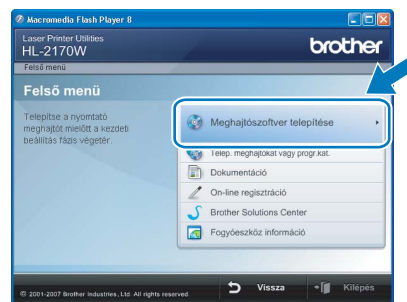 Macromedia Flash Player 8
Laser Printer Utilities
HL-2170W
brother
Felső menü
Felső menü
Telepítse a nyomtató
meghajtót mielőtt a kezdeti
beállítás fázis végetér.
Meghajtószoftver telepítése
Telep. meghajtókat vagy progr.kat.
Dokumentáció
On-line regisztráció
Brother Solutions Center
Fogyóeszköz információ
© 2001-2007 Brother Industries, Ltd. All rights reserved.
Vissza
Kilépés